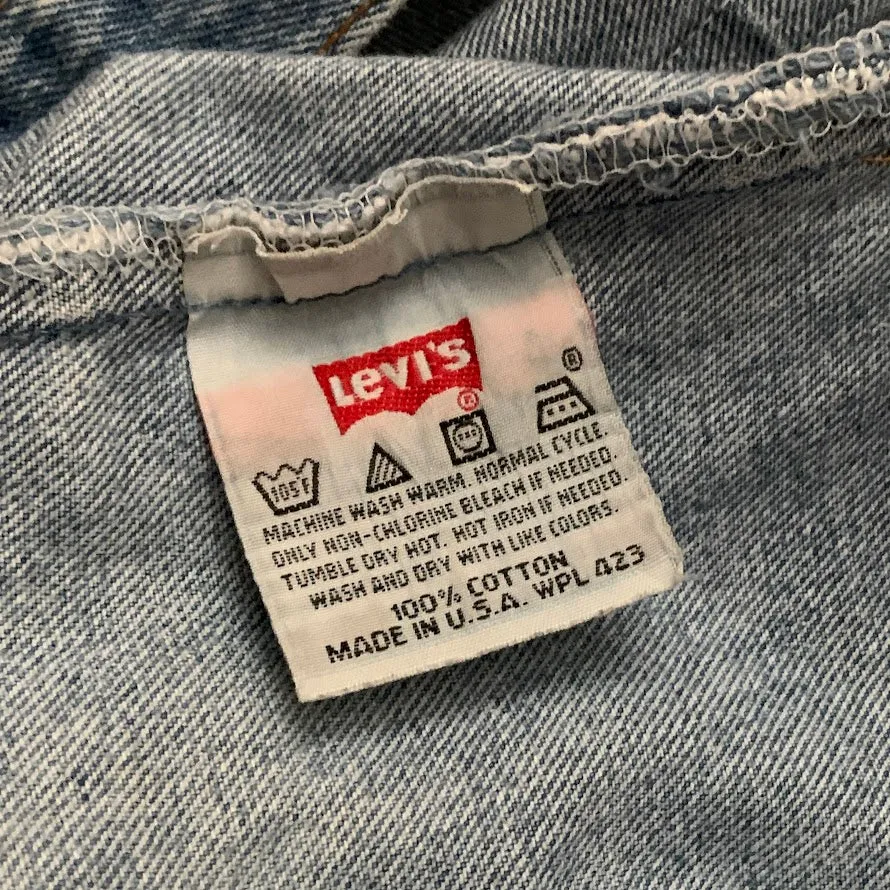 Levi's
®
®
105°F
MACHINE WASH WARM. NORMAL CYCLE.
ONLY NON-CHLORINE BLEACH IF NEEDED.
TUMBLE DRY HOT. HOT IRON IF NEEDED.
WASH AND DRY WITH LIKE COLORS.
100% COTTON
MADE IN U.S.A. WPL 423